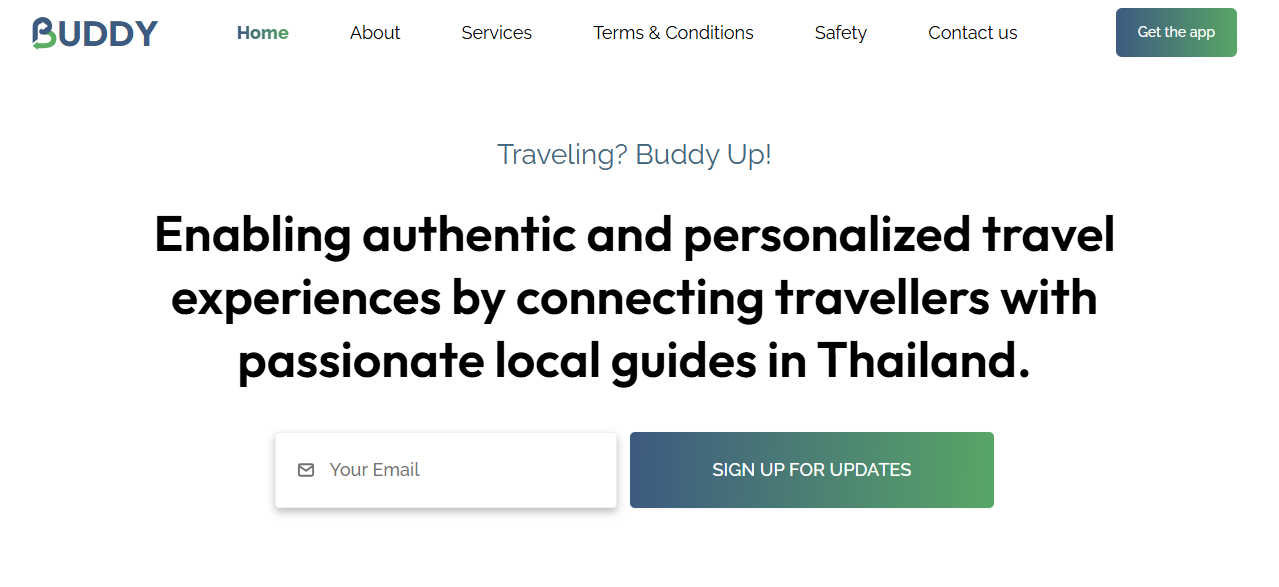 BUDDY
Home
About
Services
Terms & Conditions
Safety
Contact us
Get the app
Traveling? Buddy Up!
Enabling authentic and personalized travel
experiences by connecting travellers with
passionate local guides in Thailand.
Your Email
SIGN UP FOR UPDATES